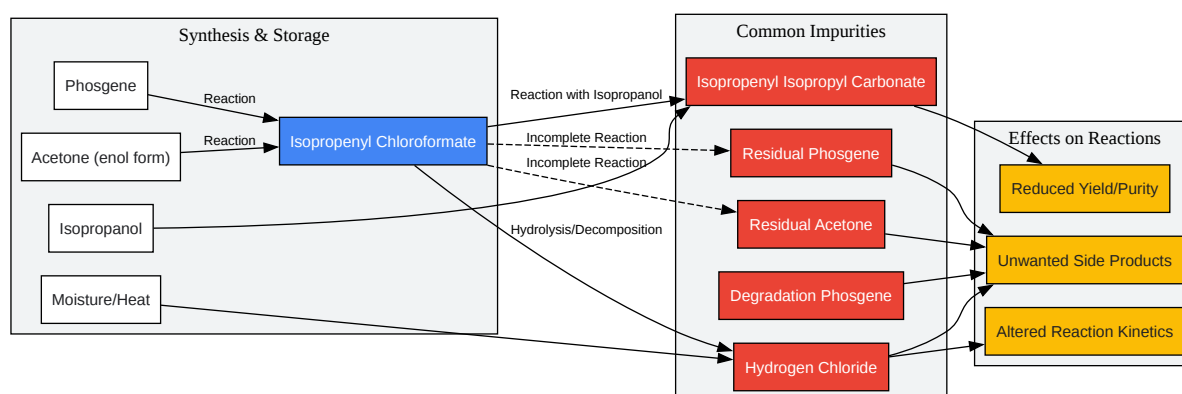 Synthesis & Storage
Phosgene
Acetone (enol form)
Isopropanol
Moisture/Heat
Reaction
Reaction
Isopropenyl Chloroformate
Reaction with Isopropanol
Incomplete Reaction
Incomplete Reaction
Hydrolysis/Decomposition
Common Impurities
Isopropenyl Isopropyl Carbonate
Residual Phosgene
Residual Acetone
Degradation Phosgene
Hydrogen Chloride
Effects on Reactions
Reduced Yield/Purity
Unwanted Side Products
Altered Reaction Kinetics